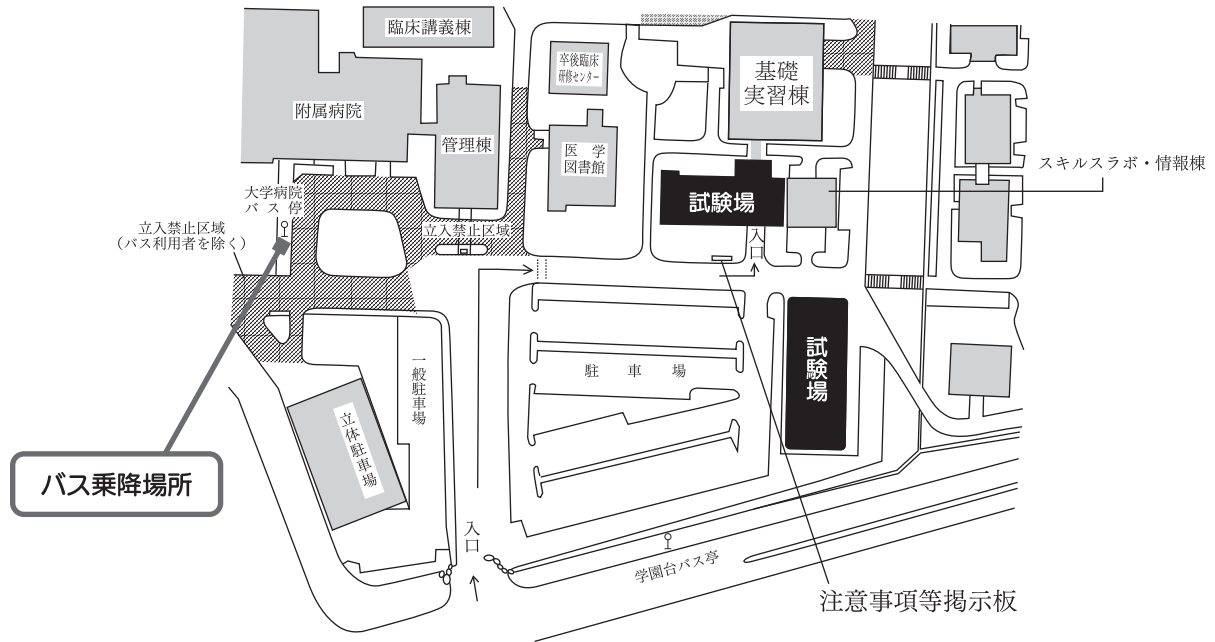 臨床講義棟
附属病院
管理棟
卒後臨床
研修センター
医学
図書館
基礎
実習棟
スキルスラボ・情報棟
試験場
大学病院
バス停
立入禁止区域
（バス利用者を除く）
立入禁止区域
入口
試験場
駐車場
一般駐車場
立体駐車場
バス乗降場所
入口
学園台バス亭
注意事項等掲示板